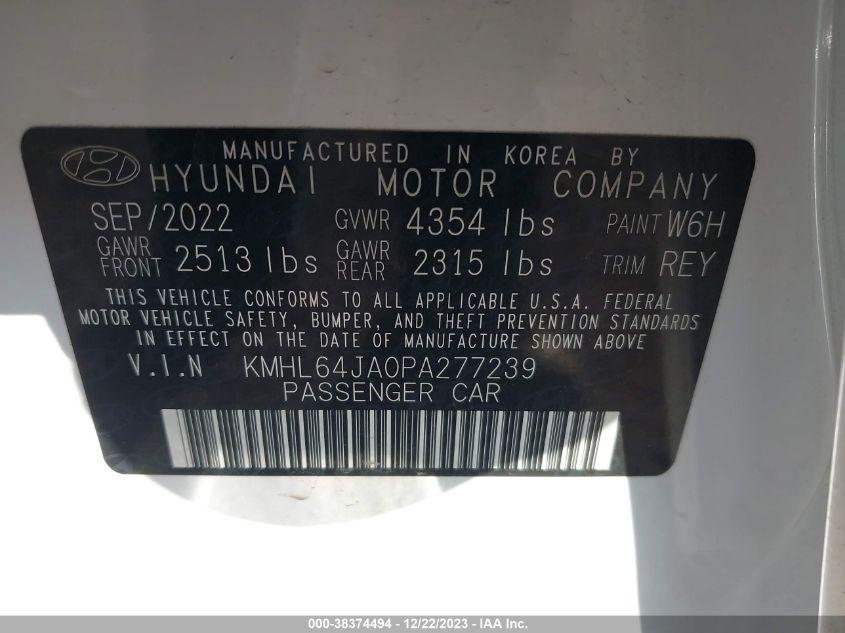 MANUFACTURED IN KOREA BY
HYUNDAI MOTOR COMPANY
SEP/2022 GVWR 4354 lbs PAINT W6H
GAWR FRONT 2513 lbs GAWR REAR 2315 lbs TRIM REY
THIS VEHICLE CONFORMS TO ALL APPLICABLE U.S.A. FEDERAL
MOTOR VEHICLE SAFETY, BUMPER, AND THEFT PREVENTION STANDARDS
IN EFFECT ON THE DATE OF MANUFACTURE SHOWN ABOVE
V.I.N KMHL64JA0PA277239
PASSENGER CAR
000-38374494 - 12/22/2023 - IAA Inc.